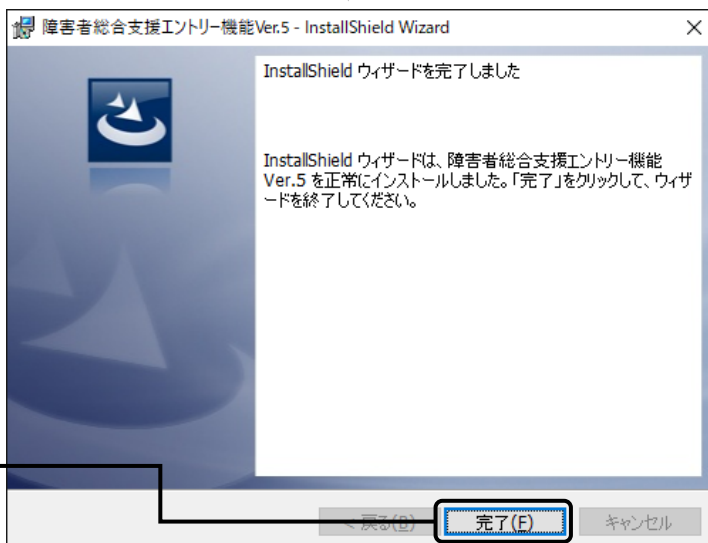 障害者総合支援エントリー機能Ver.5 - InstallShield Wizard
InstallShield ウィザードを完了しました
InstallShield ウィザードは、障害者総合支援エントリー機能
Ver.5 を正常にインストールしました。「完了」をクリックして、ウィザ
ードを終了してください。
< 戻る(B) 完了(F) キャンセル